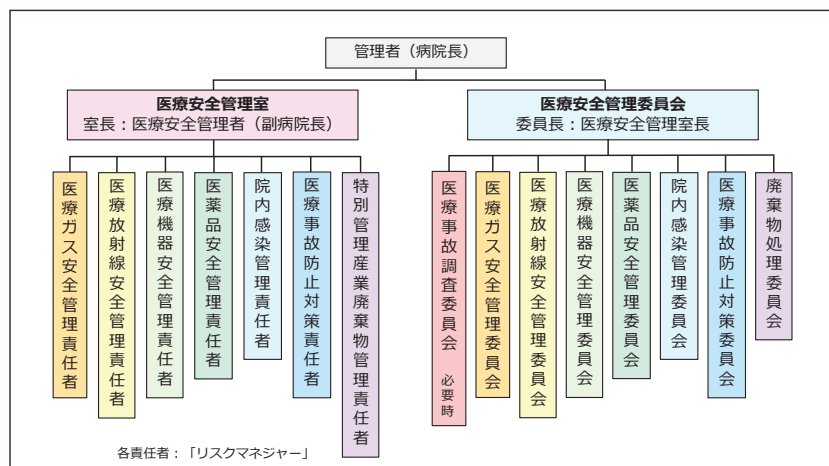 管理者（病院長）
医療安全管理室
室長：医療安全管理者（副病院長）
医療安全管理委員会
委員長：医療安全管理室長
医療ガス安全管理責任者
医療放射線安全管理責任者
医療機器安全管理責任者
医薬品安全管理責任者
院内感染管理責任者
医療事故防止対策責任者
特別管理産業廃棄物管理責任者
医療事故調査委員会 必要時
医療ガス安全管理委員会
医療放射線安全管理委員会
医療機器安全管理委員会
医薬品安全管理委員会
院内感染管理委員会
医療事故防止対策委員会
廃棄物処理委員会
各責任者：「リスクマネジャー」